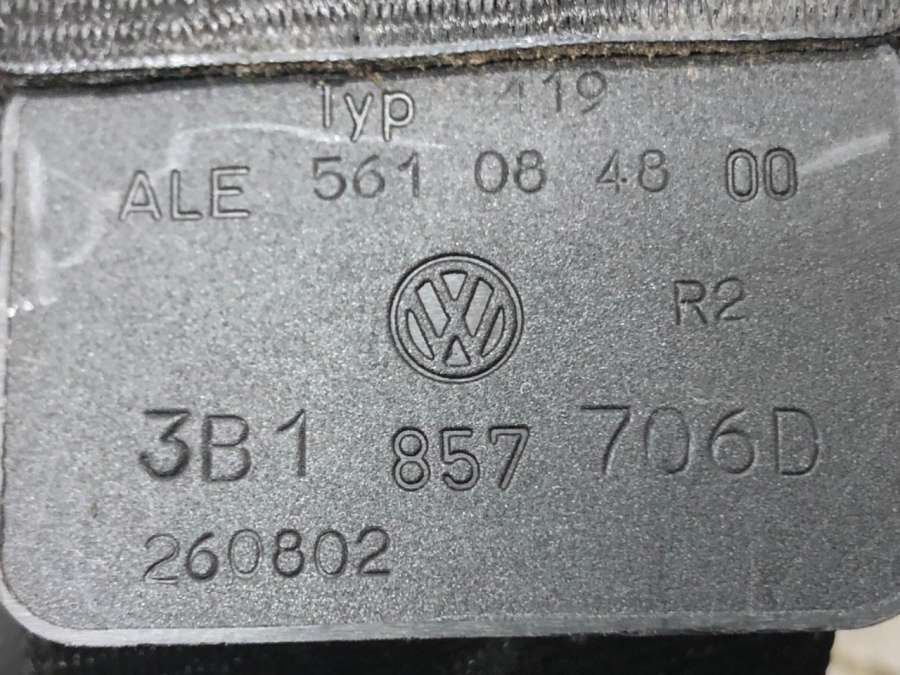 Typ 419
ALE 561 08 48 00
R2
3B1 857 706D
260802